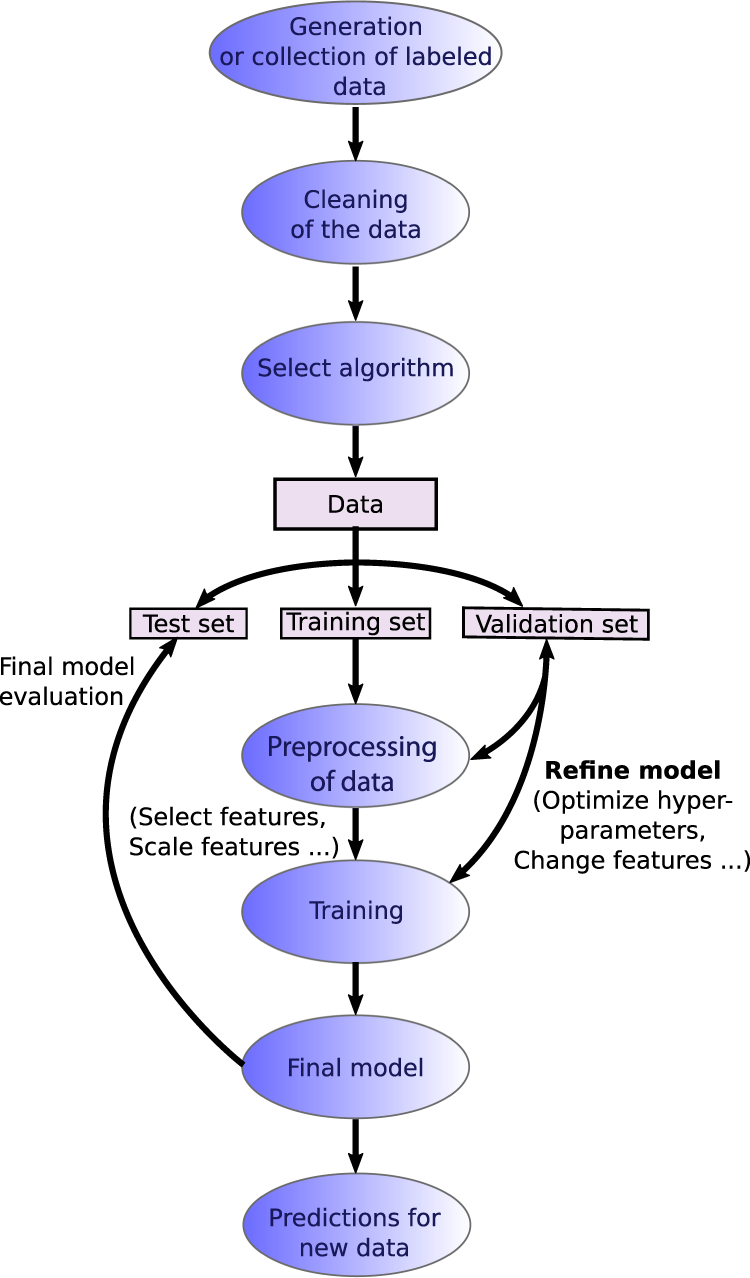 Generation
or collection of labeled
data
Cleaning
of the data
Select algorithm
Data
Test set
Training set
Validation set
Final model
evaluation
Preprocessing
of data
Refine model
(Optimize hyper-
parameters,
Change features ...)
(Select features,
Scale features ...)
Training
Final model
Predictions for
new data